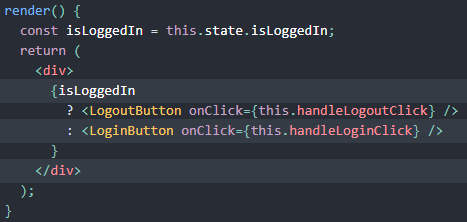 render() {
  const isLoggedIn = this.state.isLoggedIn;
  return (
    <div>
      {isLoggedIn
        ? <LogoutButton onClick={this.handleLogoutClick} />
        : <LoginButton onClick={this.handleLoginClick} />
      }
    </div>
  );
}